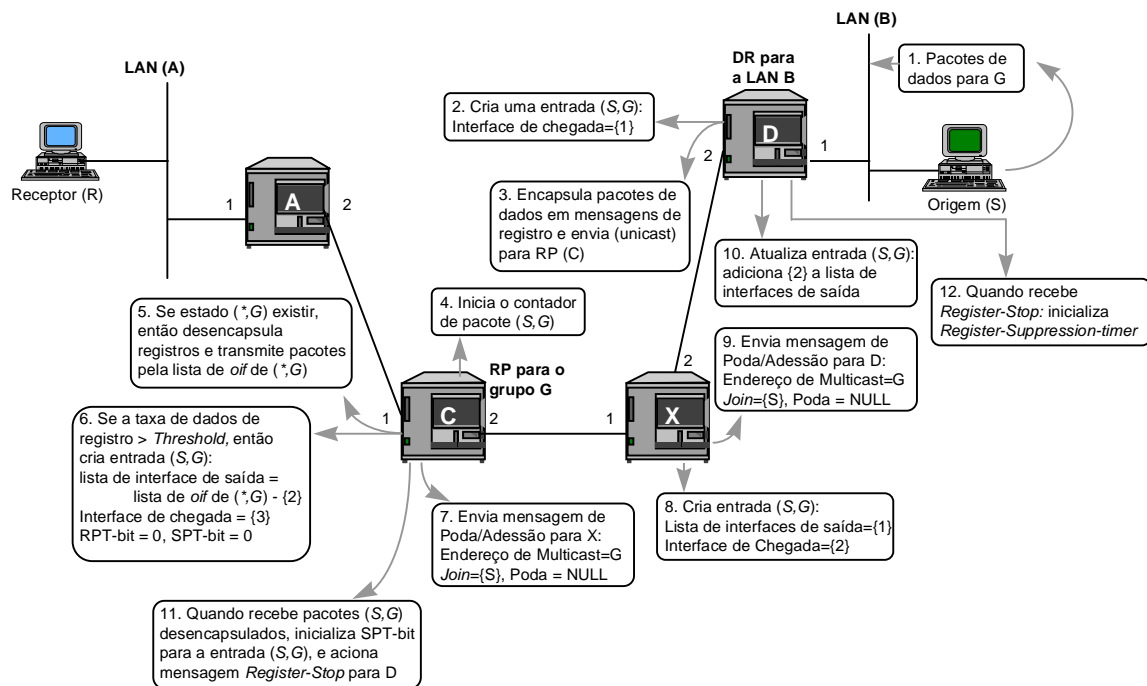 LAN (B)
1. Pacotes de
dados para G
DR para
a LAN B
LAN (A)
2. Cria uma entrada (S,G):
Interface de chegada={1}
D
1
2
Origem (S)
Receptor (R)
A
1
2
3. Encapsula pacotes de
dados em mensagens de
registro e envia (unicast)
para RP (C)
10. Atualiza entrada (S,G):
adiciona {2} a lista de
interfaces de saída
12. Quando recebe
Register-Stop: inicializa
Register-Suppression-timer
4. Inicia o contador
de pacote (S,G)
5. Se estado (*,G) existir,
então desencapsula
registros e transmite pacotes
pela lista de oif de (*,G)
9. Envia mensagem de
Poda/Adessão para D:
Endereço de Multicast=G
Join={S}, Poda = NULL
RP para o
grupo G
2
C
1
2
1
X
6. Se a taxa de dados de
registro > Threshold, então
cria entrada (S,G):
lista de interface de saída =
lista de oif de (*,G) - {2}
Interface de chegada = {3}
RPT-bit = 0, SPT-bit = 0
7. Envia mensagem de
Poda/Adessão para X:
Endereço de Multicast=G
Join={S}, Poda = NULL
8. Cria entrada (S,G):
Lista de interfaces de saída={1}
Interface de Chegada={2}
11. Quando recebe pacotes (S,G)
desencapsulados, inicializa SPT-bit
para a entrada (S,G), e aciona
mensagem Register-Stop para D